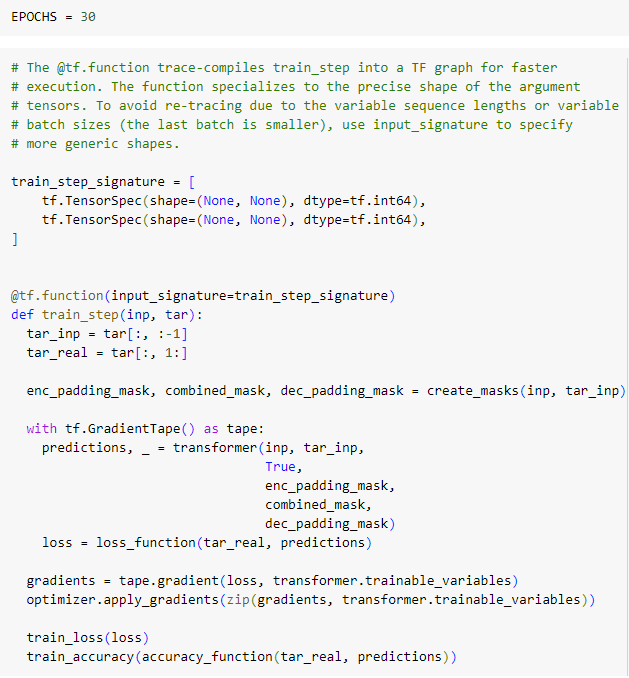 EPOCHS = 30
# The @tf.function trace-compiles train_step into a TF graph for faster
# execution. The function specializes to the precise shape of the argument
# tensors. To avoid re-tracing due to the variable sequence lengths or variable
# batch sizes (the last batch is smaller), use input_signature to specify
# more generic shapes.
train_step_signature = [
    tf.TensorSpec(shape=(None, None), dtype=tf.int64),
    tf.TensorSpec(shape=(None, None), dtype=tf.int64),
]
@tf.function(input_signature=train_step_signature)
def train_step(inp, tar):
  tar_inp = tar[:, :-1]
  tar_real = tar[:, 1:]
  enc_padding_mask, combined_mask, dec_padding_mask = create_masks(inp, tar_inp)
  with tf.GradientTape() as tape:
    predictions, _ = transformer(inp, tar_inp,
                                 True,
                                 enc_padding_mask,
                                 combined_mask,
                                 dec_padding_mask)
    loss = loss_function(tar_real, predictions)
  gradients = tape.gradient(loss, transformer.trainable_variables)
  optimizer.apply_gradients(zip(gradients, transformer.trainable_variables))
  train_loss(loss)
  train_accuracy(accuracy_function(tar_real, predictions))